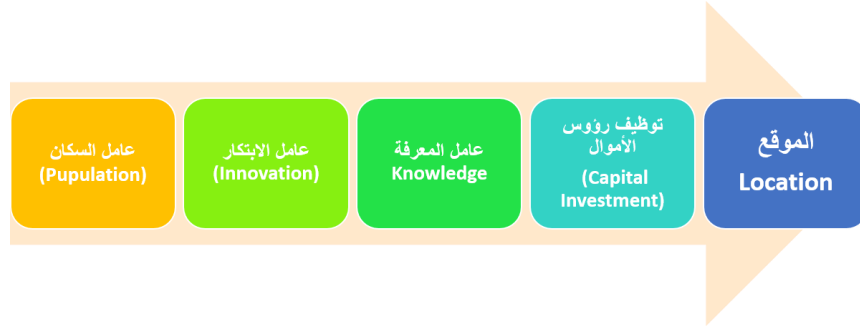 عامل السكان
(Pupulation)
عامل الابتكار
(Innovation)
عامل المعرفة
Knowledge
توظيف رؤوس
الأموال
(Capital
Investment)
الموقع
Location